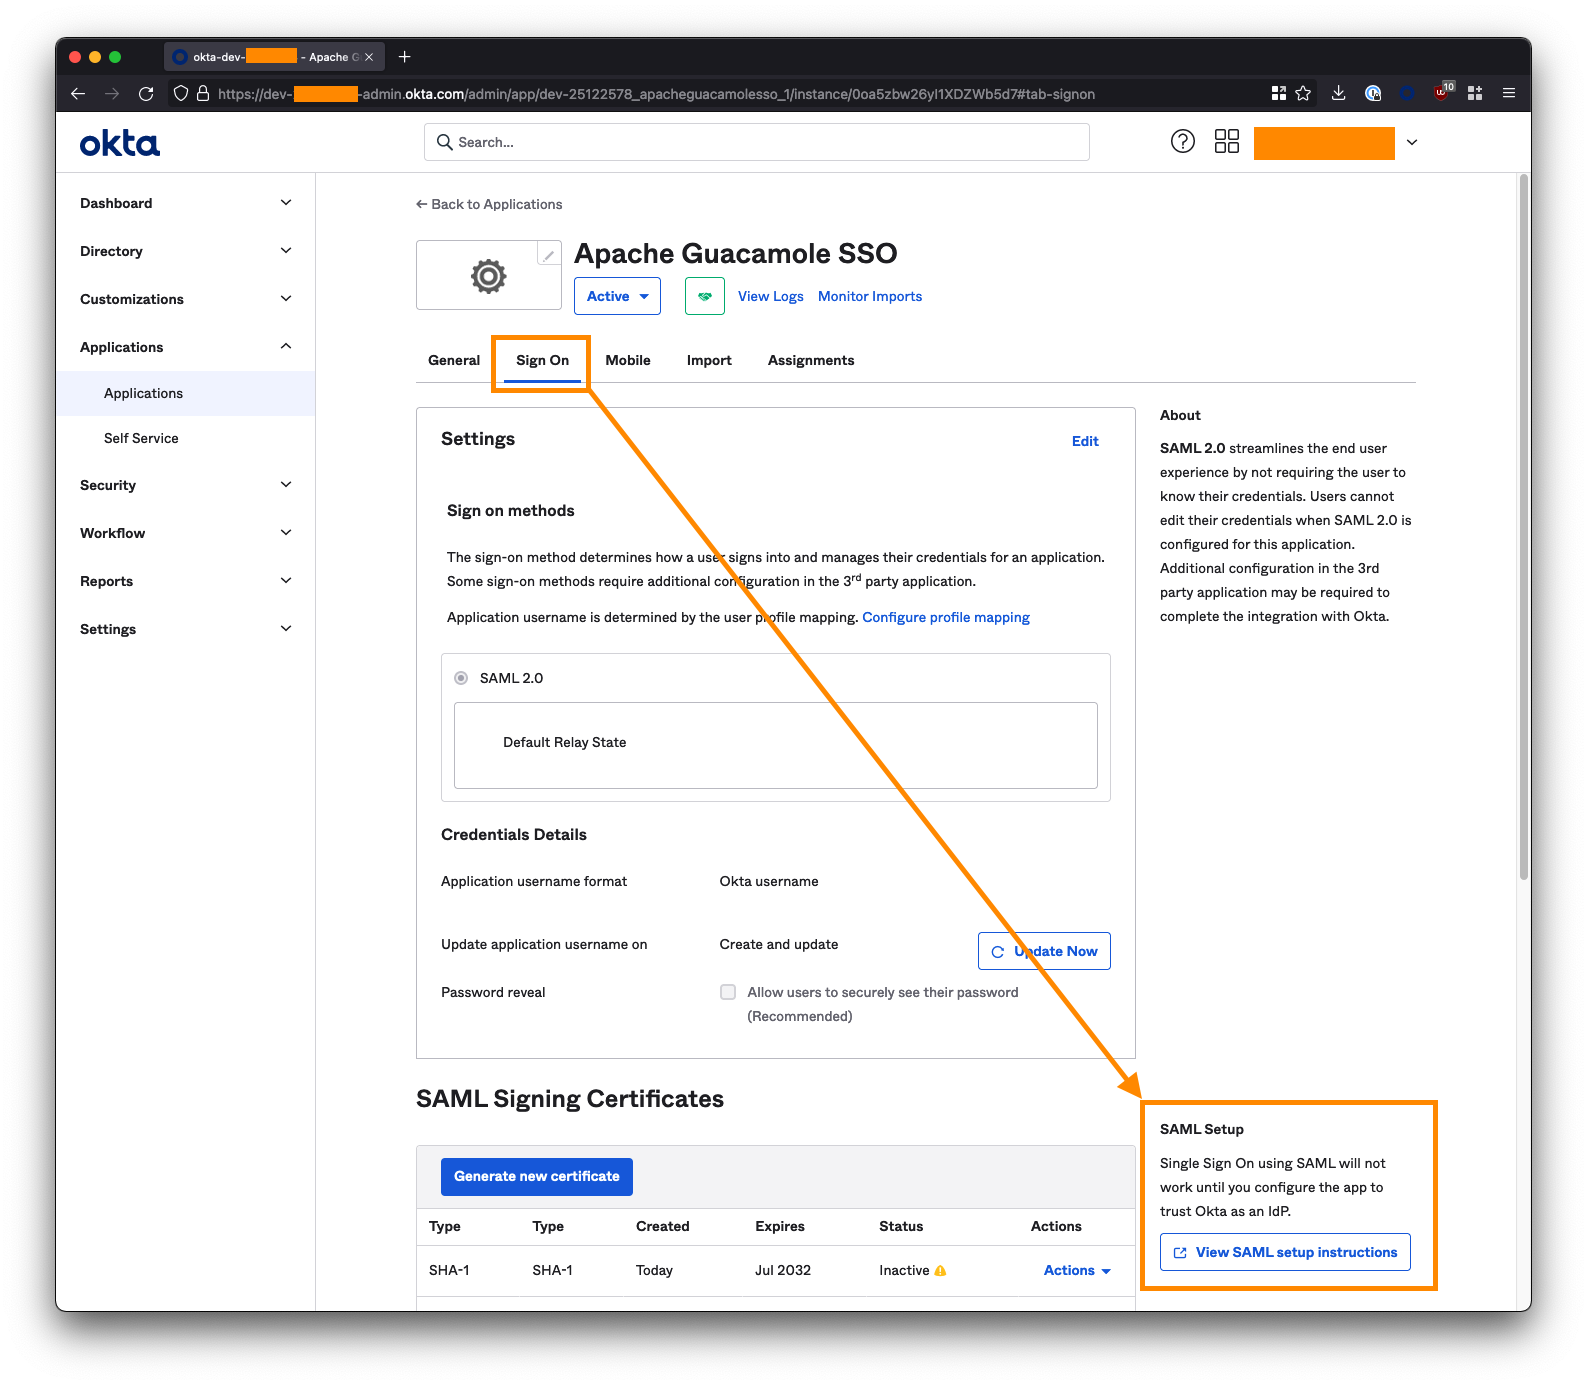 okta-dev-
- Apache G
https://dev-
-admin.okta.com/admin/app/dev-25122578_apacheguacamolesso_1/instance/0oa5zbw26yI1XDZWb5d7#tab-signon
10
okta
Search...
Dashboard
Directory
Customizations
Applications
Applications
Self Service
Security
Workflow
Reports
Settings
← Back to Applications
Apache Guacamole SSO
Active
View Logs
Monitor Imports
General
Sign On
Mobile
Import
Assignments
Settings
Edit
Sign on methods
The sign-on method determines how a user signs into and manages their credentials for an application.
Some sign-on methods require additional configuration in the 3rd party application.
Application username is determined by the user profile mapping. Configure profile mapping
SAML 2.0
Default Relay State
Credentials Details
Application username format
Okta username
Update application username on
Create and update
Update Now
Password reveal
Allow users to securely see their password
(Recommended)
About
SAML 2.0 streamlines the end user
experience by not requiring the user to
know their credentials. Users cannot
edit their credentials when SAML 2.0 is
configured for this application.
Additional configuration in the 3rd
party application may be required to
complete the integration with Okta.
SAML Signing Certificates
Generate new certificate
Type
Type
Created
Expires
Status
Actions
SHA-1
SHA-1
Today
Jul 2032
Inactive
Actions
SAML Setup
Single Sign On using SAML will not
work until you configure the app to
trust Okta as an IdP.
View SAML setup instructions